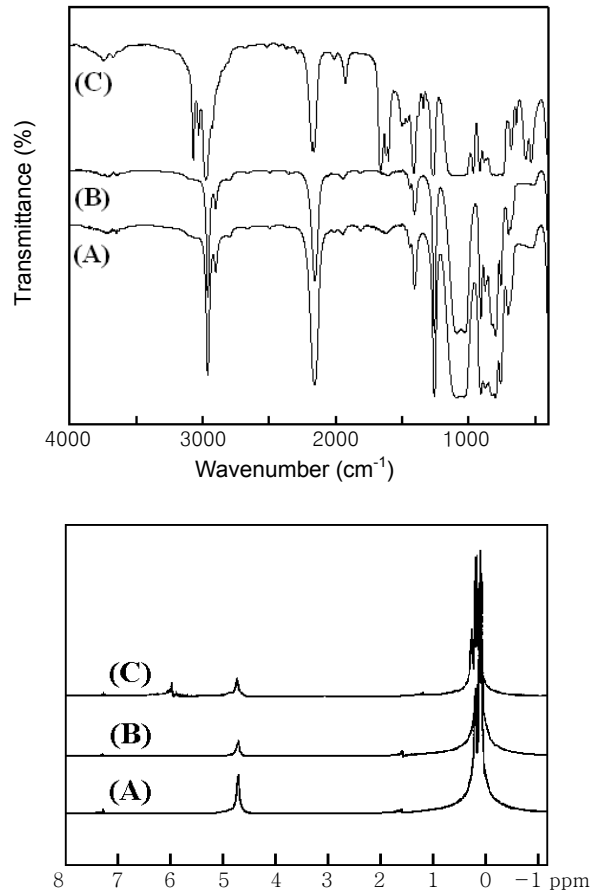 (C)
(B)
(A)
Transmittance (%)
4000 3000 2000 1000
Wavenumber (cm⁻¹)
(C)
(B)
(A)
8 7 6 5 4 3 2 1 0 -1 ppm